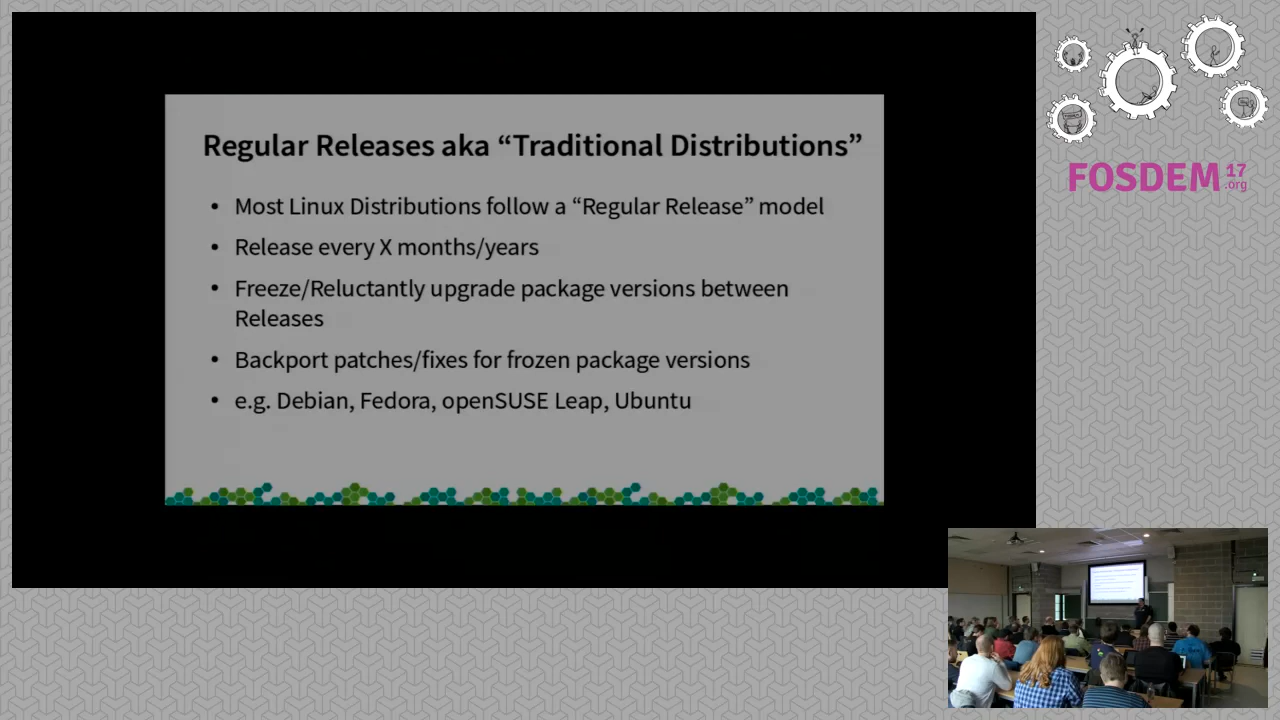 Regular Releases aka “Traditional Distributions”
• Most Linux Distributions follow a “Regular Release” model
• Release every X months/years
• Freeze/Reluctantly upgrade package versions between
Releases
• Backport patches/fixes for frozen package versions
• e.g. Debian, Fedora, openSUSE Leap, Ubuntu
FOSDEM 17
.org